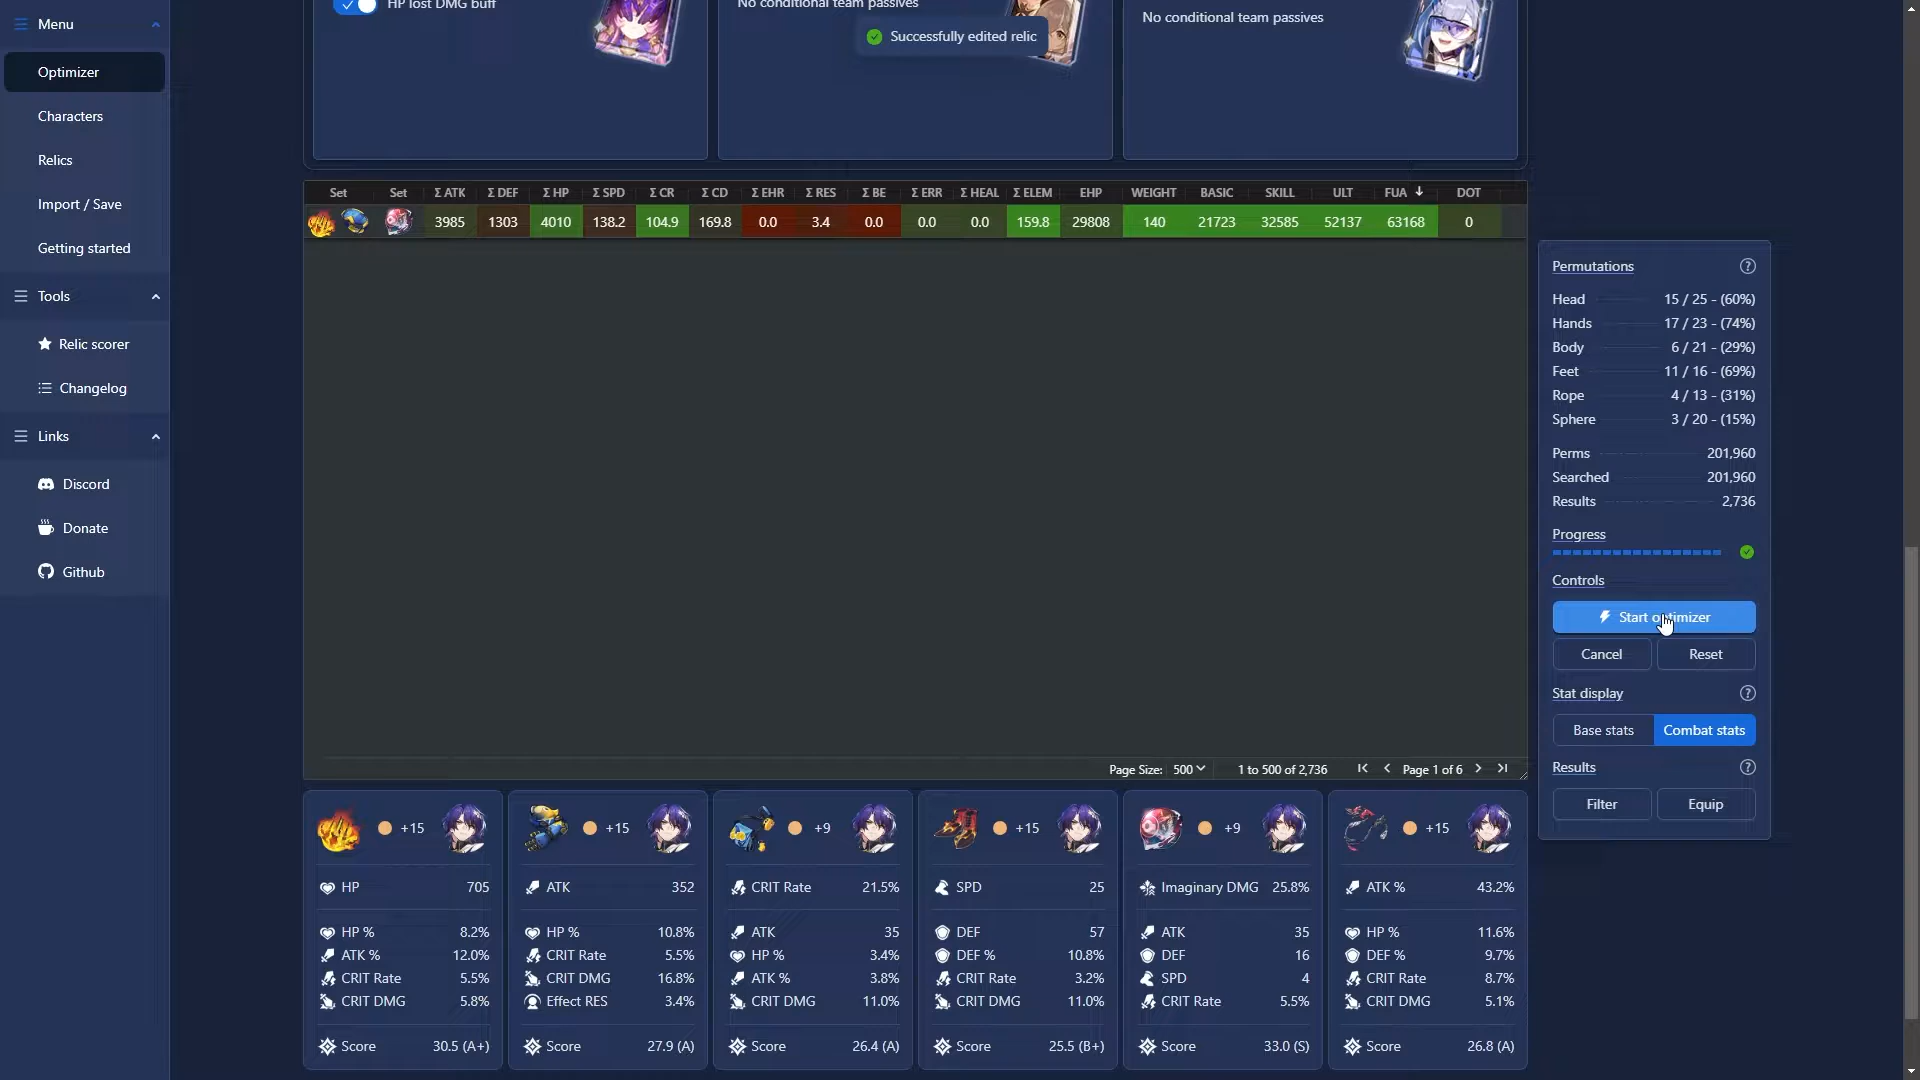 Menu
Optimizer
Characters
Relics
Import / Save
Getting started
Tools
Relic scorer
Changelog
Links
Discord
Donate
Github
HP lost DMG buff
No conditional team passives
No conditional team passives
Successfully edited relic
Set Set Σ ATK Σ DEF Σ HP Σ SPD Σ CR Σ CD Σ EHR Σ RES Σ BE Σ ERR Σ HEAL Σ ELEM EHP WEIGHT BASIC SKILL ULT FUA DOT
3985 1303 4010 138.2 104.9 169.8 0.0 3.4 0.0 0.0 0.0 159.8 29808 140 21723 32585 52137 63168 0
Page Size: 500 1 to 500 of 2,736 Page 1 of 6
+15
HP 705
HP % 8.2%
ATK % 12.0%
CRIT Rate 5.5%
CRIT DMG 5.8%
Score 30.5 (A+)
+15
ATK 352
HP % 10.8%
CRIT Rate 5.5%
CRIT DMG 16.8%
Effect RES 3.4%
Score 27.9 (A)
+9
CRIT Rate 21.5%
ATK 35
HP % 3.4%
ATK % 3.8%
CRIT DMG 11.0%
Score 26.4 (A)
+15
SPD 25
DEF 57
DEF % 10.8%
CRIT Rate 3.2%
CRIT DMG 11.0%
Score 25.5 (B+)
+9
Imaginary DMG 25.8%
ATK 35
DEF 16
SPD 4
CRIT Rate 5.5%
Score 33.0 (S)
+15
ATK % 43.2%
HP % 11.6%
DEF % 9.7%
CRIT Rate 8.7%
CRIT DMG 5.1%
Score 26.8 (A)
Permutations
Head 15 / 25 - (60%)
Hands 17 / 23 - (74%)
Body 6 / 21 - (29%)
Feet 11 / 16 - (69%)
Rope 4 / 13 - (31%)
Sphere 3 / 20 - (15%)
Perms 201,960
Searched 201,960
Results 2,736
Progress
Controls
Start optimizer
Cancel Reset
Stat display
Base stats Combat stats
Results
Filter Equip